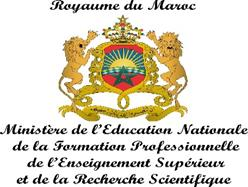 Royaume du Maroc
Ministère de l'Education Nationale
de la Formation Professionnelle
de l'Enseignement Supérieur
et de la Recherche Scientifique